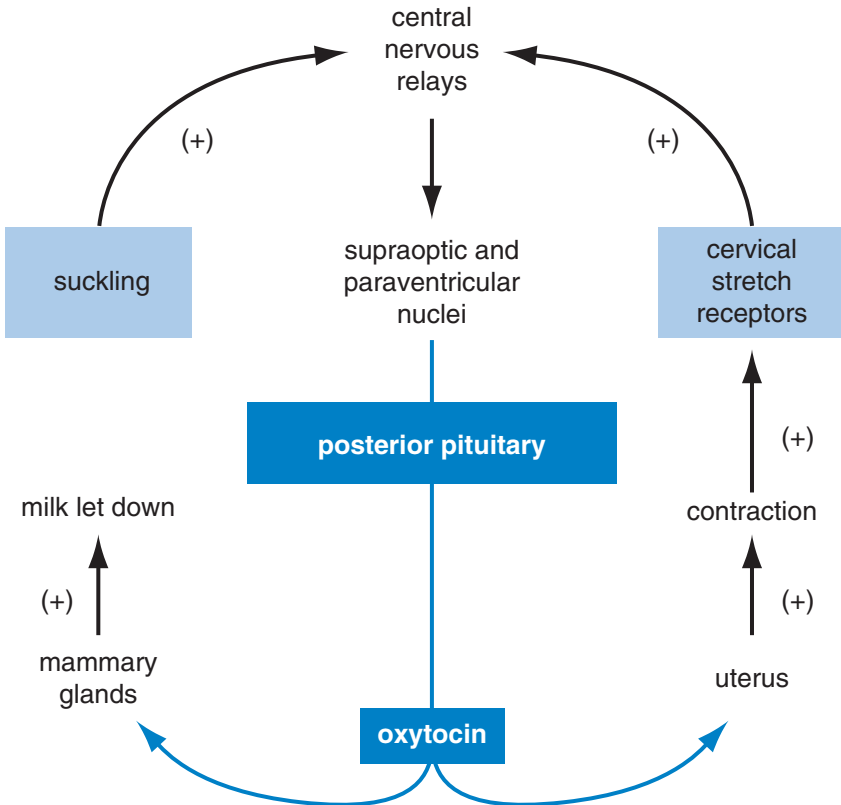 central
nervous
relays
(+)
(+)
suckling
supraoptic and
paraventricular
nuclei
cervical
stretch
receptors
posterior pituitary
(+)
milk let down
contraction
(+)
(+)
mammary
glands
uterus
oxytocin